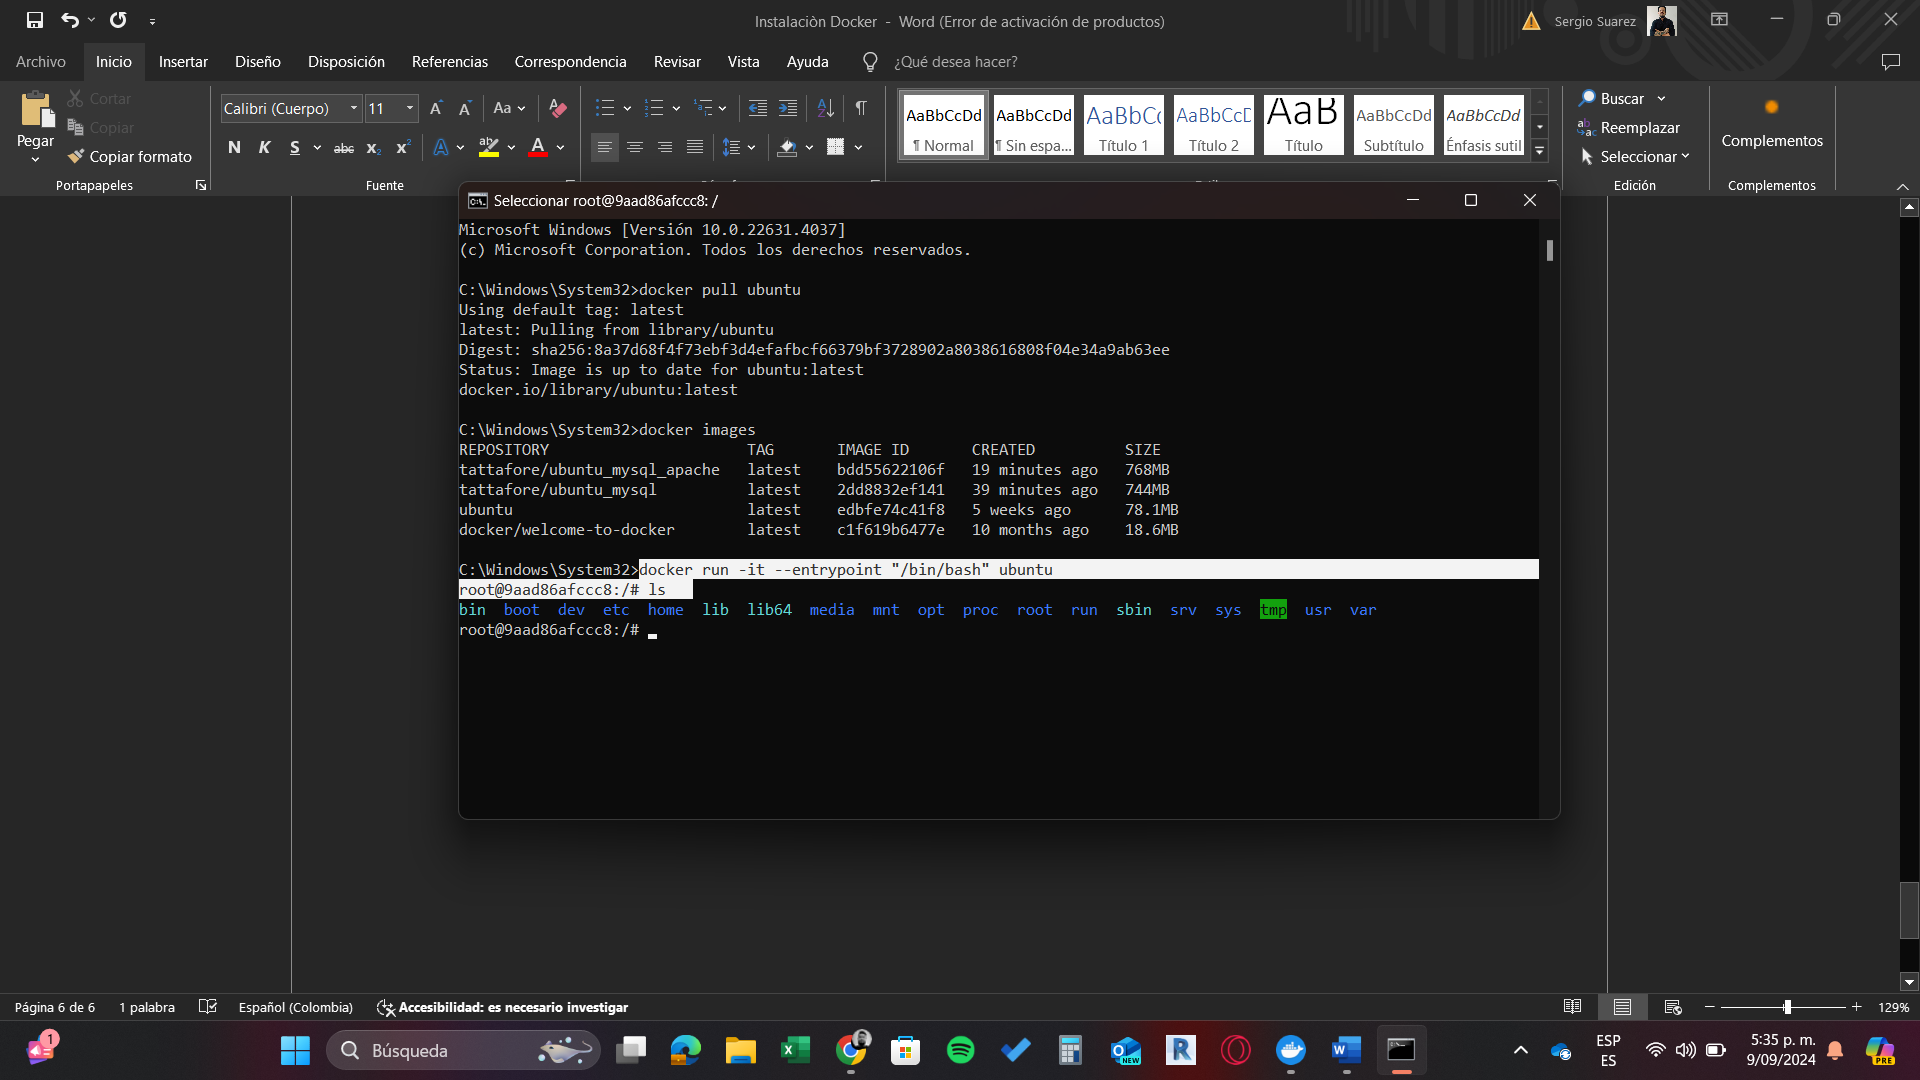 Instalaciòn Docker - Word (Error de activación de productos)
Sergio Suarez
Archivo Inicio Insertar Diseño Disposición Referencias Correspondencia Revisar Vista Ayuda ¿Qué desea hacer?
Pegar
Cortar
Copiar
Copiar formato
Portapapeles
Calibri (Cuerpo) 11
Fuente
AaBbCcDd
¶ Normal
AaBbCcDd
¶ Sin espa...
AaBbCc
Título 1
AaBbCcD
Título 2
AaB
Título
AaBbCcDd
Subtítulo
AaBbCcDd
Énfasis sutil
Buscar
Reemplazar
Seleccionar
Edición
Complementos
Complementos
Seleccionar root@9aad86afccc8: /
Microsoft Windows [Versión 10.0.22631.4037]
(c) Microsoft Corporation. Todos los derechos reservados.
C:\Windows\System32>docker pull ubuntu
Using default tag: latest
latest: Pulling from library/ubuntu
Digest: sha256:8a37d68f4f73ebf3d4efafbcf66379bf3728902a8038616808f04e34a9ab63ee
Status: Image is up to date for ubuntu:latest
docker.io/library/ubuntu:latest
C:\Windows\System32>docker images
REPOSITORY TAG IMAGE ID CREATED SIZE
tattafore/ubuntu_mysql_apache latest bdd55622106f 19 minutes ago 768MB
tattafore/ubuntu_mysql latest 2dd8832ef141 39 minutes ago 744MB
ubuntu latest edbfe74c41f8 5 weeks ago 78.1MB
docker/welcome-to-docker latest c1f619b6477e 10 months ago 18.6MB
C:\Windows\System32>docker run -it --entrypoint "/bin/bash" ubuntu
root@9aad86afccc8:/# ls
bin boot dev etc home lib lib64 media mnt opt proc root run sbin srv sys tmp usr var
root@9aad86afccc8:/#
Página 6 de 6 1 palabra Español (Colombia) Accesibilidad: es necesario investigar 129%
1 Búsqueda
ESP
ES
5:35 p. m.
9/09/2024